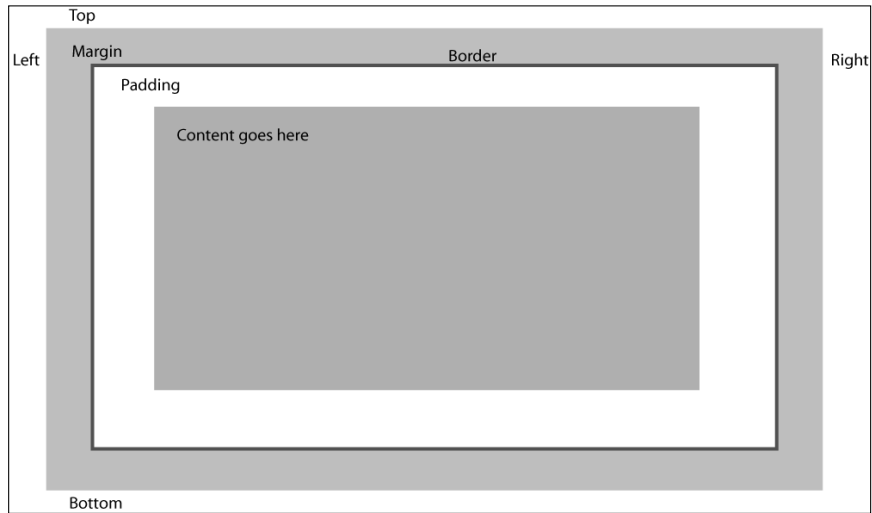 Top
Left
Margin
Border
Right
Padding
Content goes here
Bottom